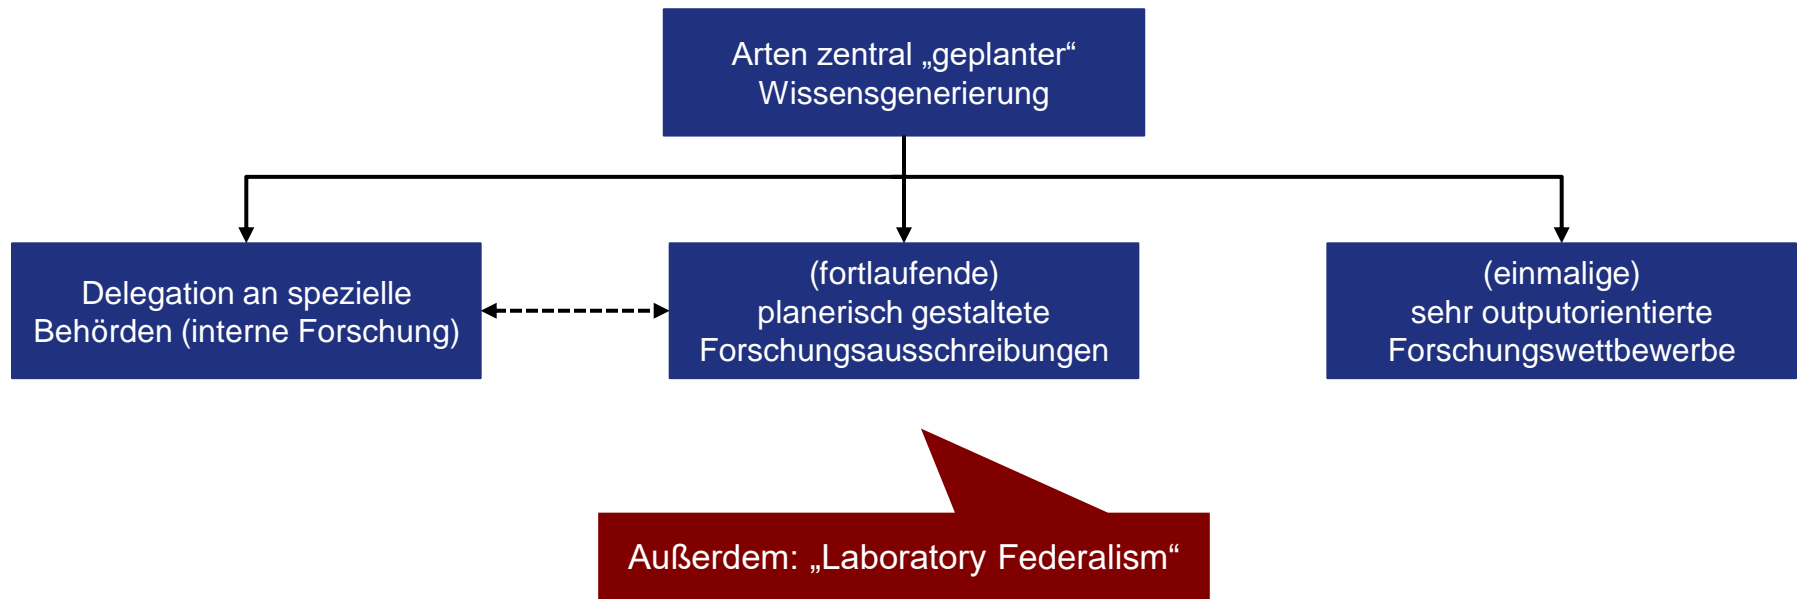 Arten zentral „geplanter“
Wissensgenerierung
Delegation an spezielle
Behörden (interne Forschung)
(fortlaufende)
planerisch gestaltete
Forschungsausschreibungen
(einmalige)
sehr outputorientierte
Forschungswettbewerbe
Außerdem: „Laboratory Federalism“